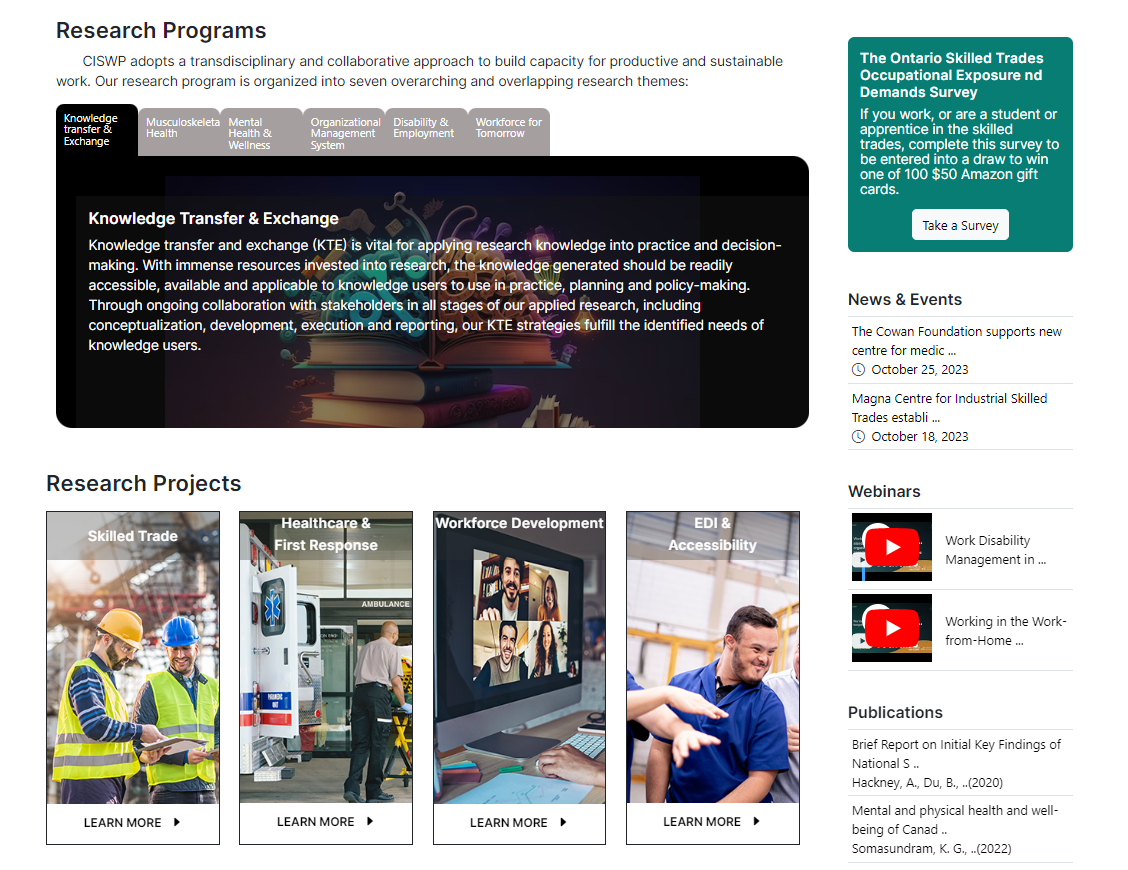 Research Programs
CISWP adopts a transdisciplinary and collaborative approach to build capacity for productive and sustainable
work. Our research program is organized into seven overarching and overlapping research themes:
Knowledge
transfer &
Exchange
Musculoskeleta
Health
Mental
Health &
Wellness
Organizational
Management
System
Disability &
Employment
Workforce for
Tomorrow
Knowledge Transfer & Exchange
Knowledge transfer and exchange (KTE) is vital for applying research knowledge into practice and decision-
making. With immense resources invested into research, the knowledge generated should be readily
accessible, available and applicable to knowledge users to use in practice, planning and policy-making.
Through ongoing collaboration with stakeholders in all stages of our applied research, including
conceptualization, development, execution and reporting, our KTE strategies fulfill the identified needs of
knowledge users.
Research Projects
Skilled Trade
LEARN MORE
Healthcare &
First Response
AMBULANCE
PARAMEDIC
UNIT
LEARN MORE
Workforce Development
LEARN MORE
EDI &
Accessibility
LEARN MORE
The Ontario Skilled Trades
Occupational Exposure nd
Demands Survey
If you work, or are a student or
apprentice in the skilled
trades, complete this survey to
be entered into a draw to win
one of 100 $50 Amazon gift
cards.
Take a Survey
News & Events
The Cowan Foundation supports new
centre for medic ...
October 25, 2023
Magna Centre for Industrial Skilled
Trades establi ...
October 18, 2023
Webinars
Work Disability
Management in ...
Working in the Work-
from-Home ...
Publications
Brief Report on Initial Key Findings of
National S ..
Hackney, A., Du, B., ..(2020)
Mental and physical health and well-
being of Canad ..
Somasundram, K. G., ..(2022)